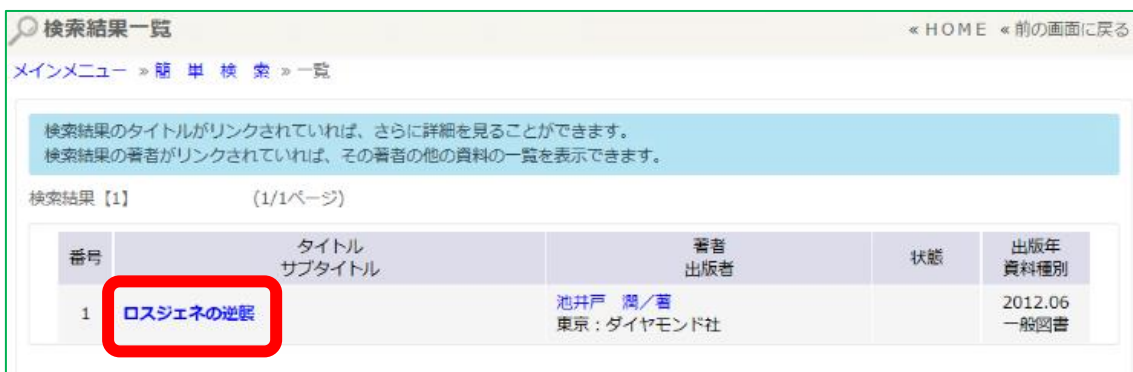 検索結果一覧 «HOME «前の画面に戻る
メインメニュー »簡 単 検 索 »一覧
検索結果のタイトルがリンクされていれば、さらに詳細を見ることができます。
検索結果の著者がリンクされていれば、その著者の他の資料の一覧を表示できます。
検索結果【1】 (1/1ページ)
番号 タイトル 著者 状態 出版年
サブタイトル 出版者 資料種別
1 ロスジェネの逆襲 池井戸 潤／著 2012.06
東京：ダイヤモンド社 一般図書